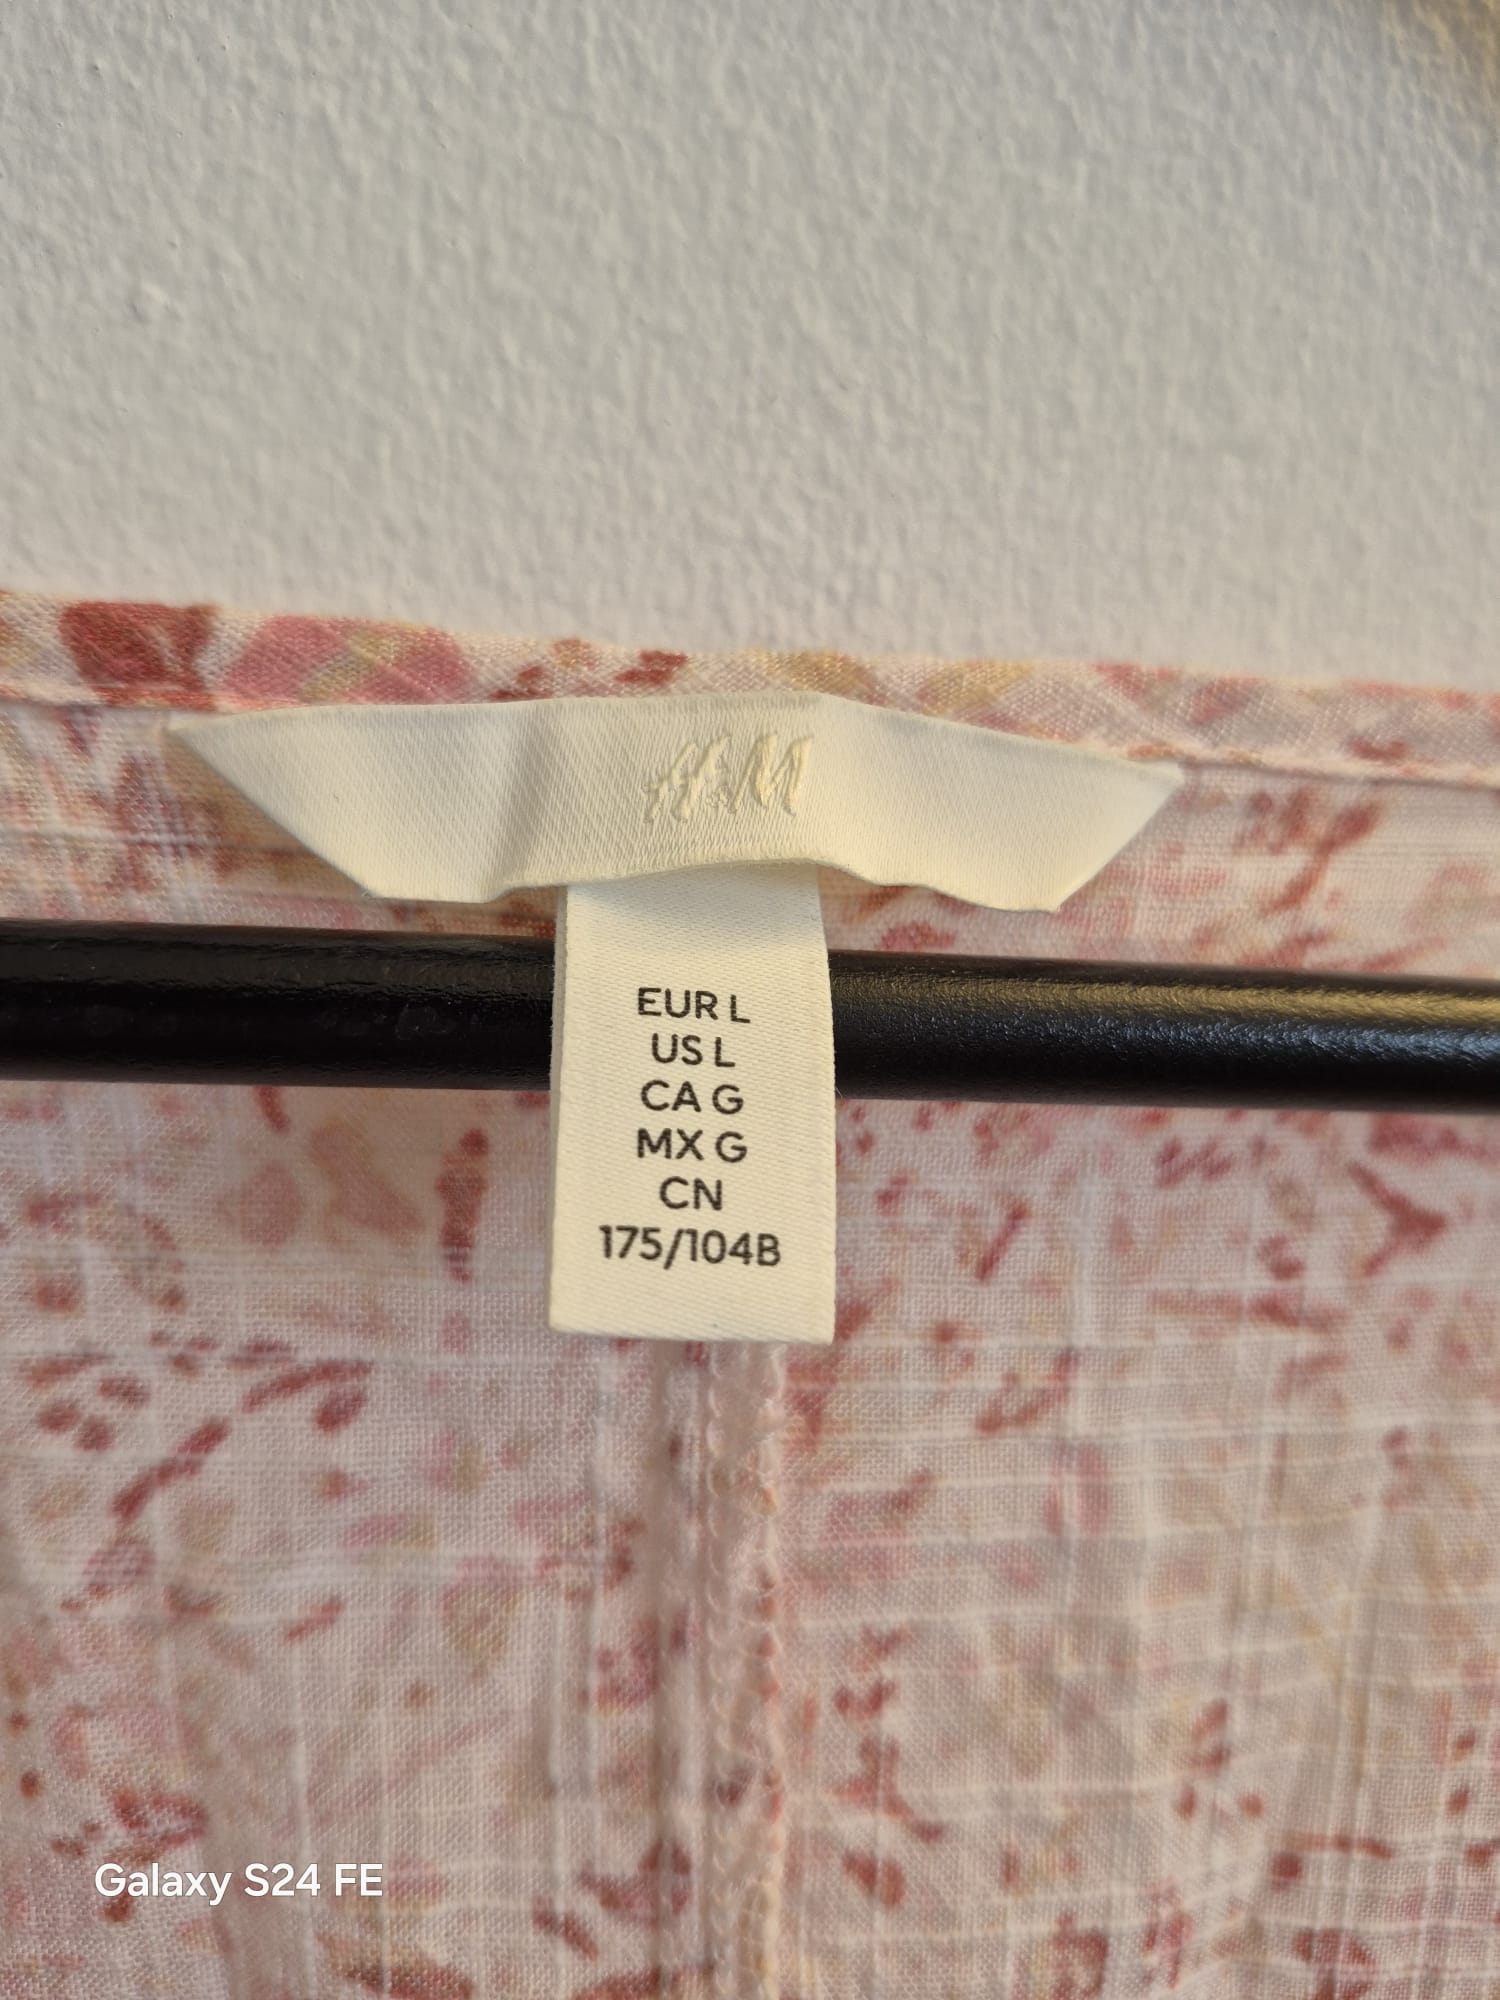 H&M
EUR L
US L
CA G
MX G
CN
175/104B
Galaxy S24 FE